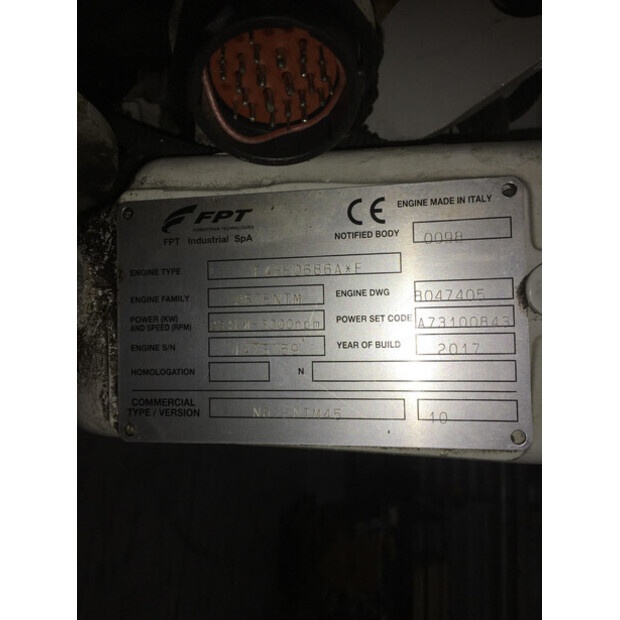 FPT
POWERTRAIN TECHNOLOGIES
FPT Industrial SpA
CE
ENGINE MADE IN ITALY
NOTIFIED BODY 0098
ENGINE TYPE
ENGINE FAMILY
ENGINE DWG 8047405
POWER (KW)
AND SPEED (RPM)
POWER SET CODE A73100843
ENGINE S/N
YEAR OF BUILD 2017
HOMOLOGATION N
COMMERCIAL
TYPE / VERSION 10